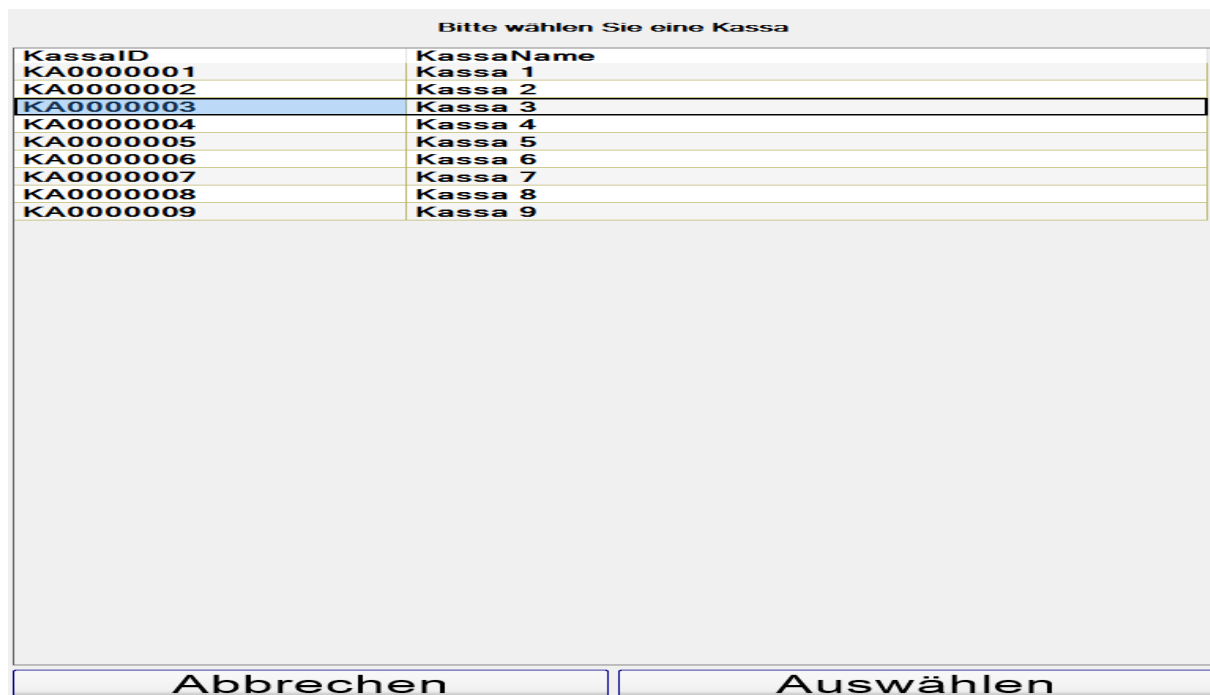 Bitte wählen Sie eine Kassa
KassaID KassaName
KA0000001 Kassa 1
KA0000002 Kassa 2
KA0000003 Kassa 3
KA0000004 Kassa 4
KA0000005 Kassa 5
KA0000006 Kassa 6
KA0000007 Kassa 7
KA0000008 Kassa 8
KA0000009 Kassa 9
Abbrechen Auswählen